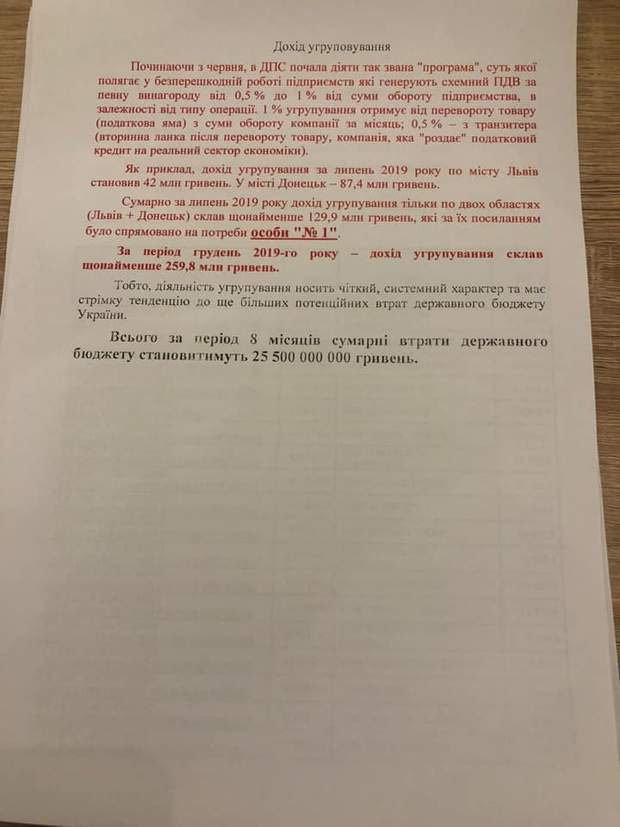 Дохід угруповування
Починаючи з червня, в ДПС почала діяти так звана "програма", суть якої
полягає у безперешкодній роботі підприємств які генерують схемний ПДВ за
певну винагороду від 0,5 % до 1 % від суми обороту підприємства, в
залежності від типу операції. 1 % угрупування отримує від перевороту товару
(податкова яма) з суми обороту компанії за місяць; 0,5 % – з транзитера
(вторинна ланка після перевороту товару, компанія, яка "роздає" податковий
кредит на реальний сектор економіки).
Як приклад, дохід угрупування за липень 2019 року по місту Львів
становив 42 млн гривень. У місті Донецьк – 87,4 млн гривень.
Сумарно за липень 2019 року дохід угрупування тільки по двох областях
(Львів + Донецьк) склав щонайменше 129,9 млн гривень, які за їх посиланням
було спрямовано на потреби особи "№ 1".
За період грудень 2019-го року – дохід угрупування склав
щонайменше 259,8 млн гривень.
Тобто, діяльність угрупування носить чіткий, системний характер та має
стрімку тенденцію до ще більших потенційних втрат державного бюджету
України.
Всього за період 8 місяців сумарні втрати державного
бюджету становитимуть 25 500 000 000 гривень.